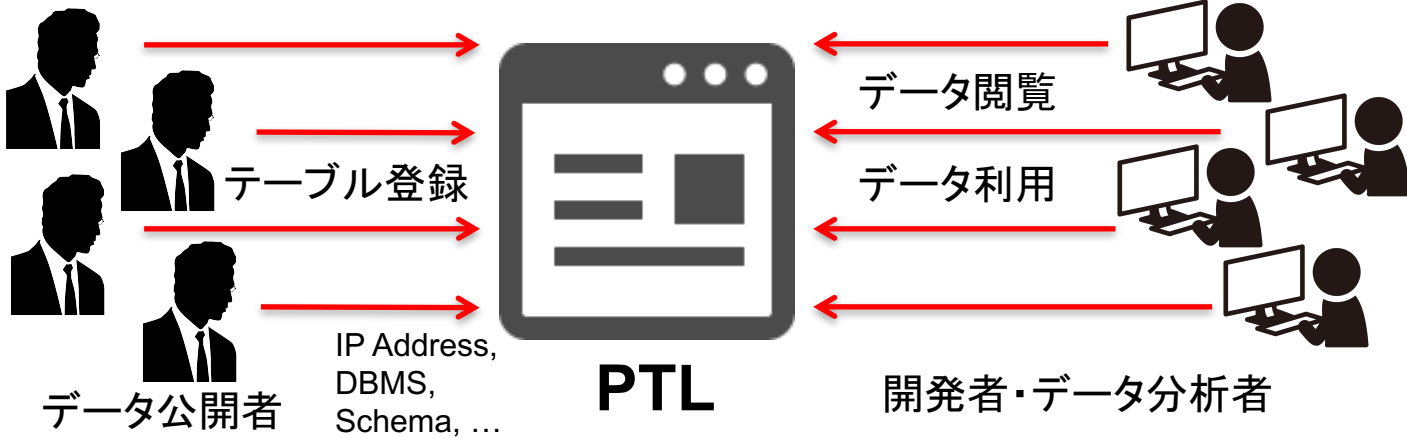 データ閲覧
テーブル登録
データ利用
IP Address,
DBMS,
Schema, …
データ公開者
PTL
開発者・データ分析者